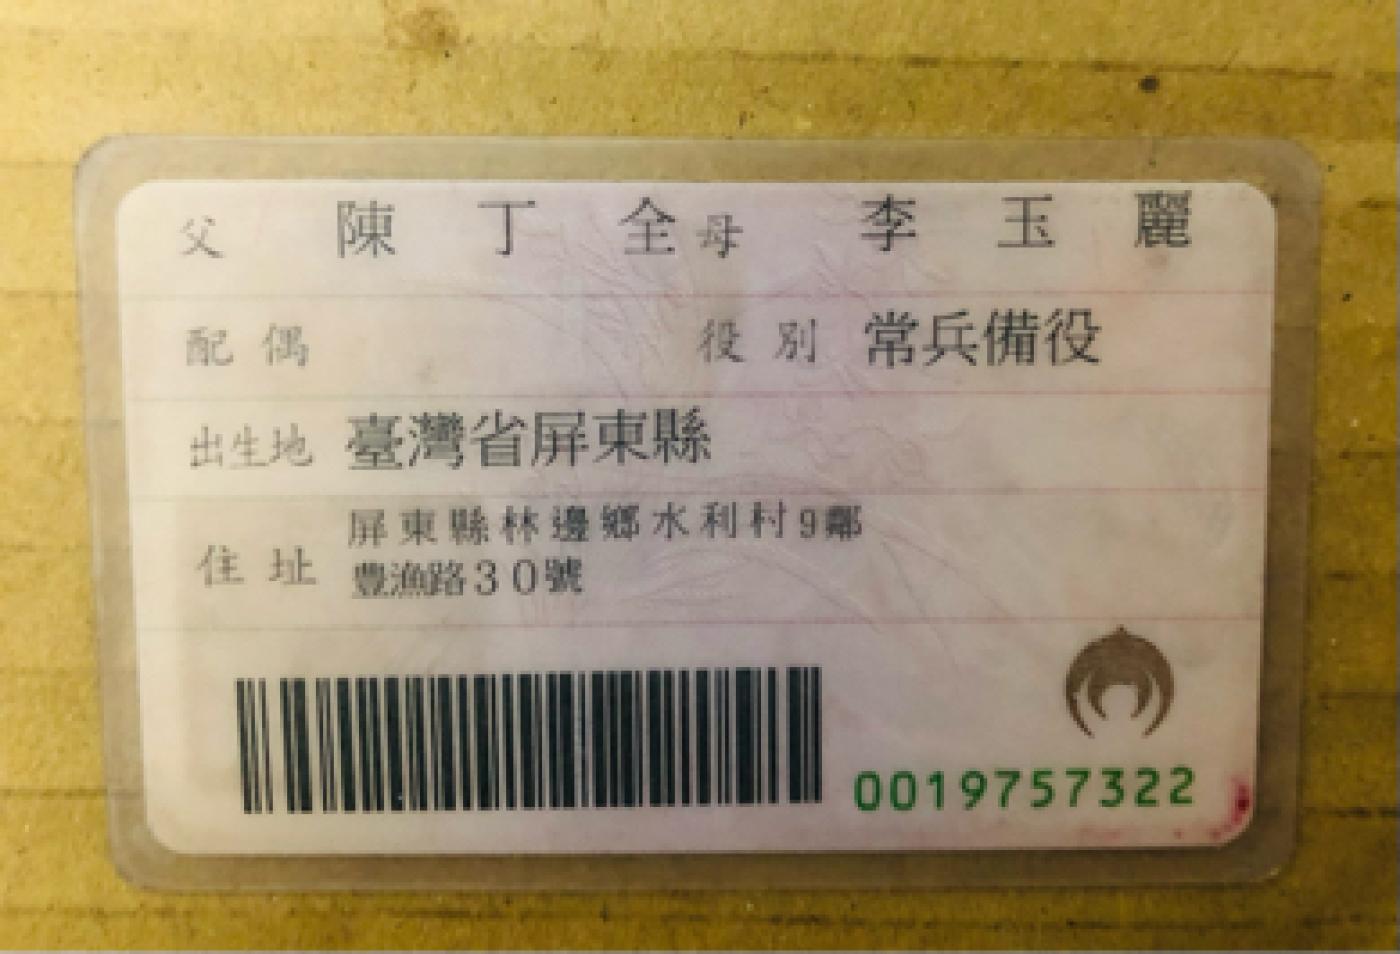 父 陳丁全 母 李玉麗
配偶 役別 常兵備役
出生地 臺灣省屏東縣
住址 屏東縣林邊鄉水利村9鄰
豐漁路30號
0019757322